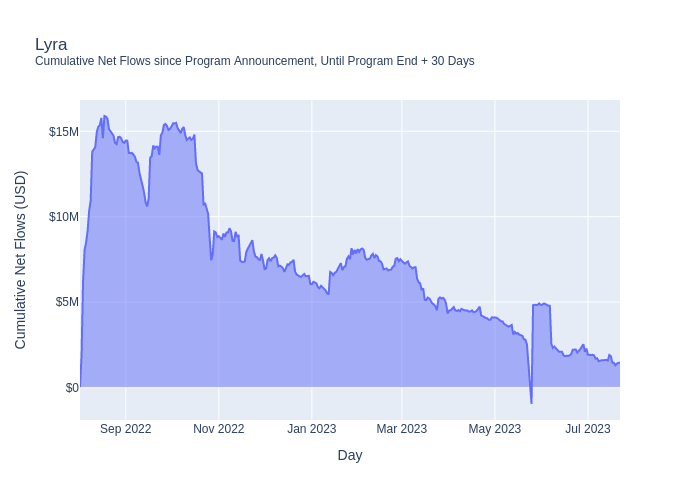 Lyra
Cumulative Net Flows since Program Announcement, Until Program End + 30 Days
$15M
$10M
$5M
$0
Cumulative Net Flows (USD)
Sep 2022
Nov 2022
Jan 2023
Mar 2023
May 2023
Jul 2023
Day